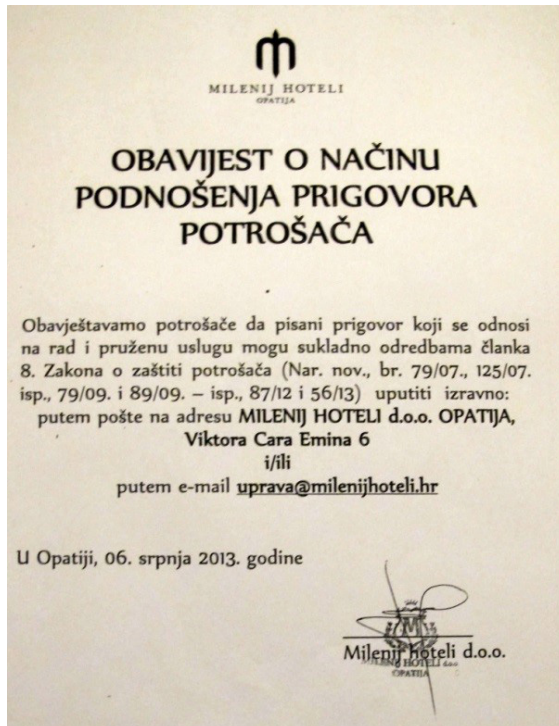 MILENIJ HOTELI
OPATIJA
OBAVIJEST O NAČINU
PODNOŠENJA PRIGOVORA
POTROŠAČA
Obavještavamo potrošače da pisani prigovor koji se odnosi
na rad i pruženu uslugu mogu sukladno odredbama članka
8. Zakona o zaštiti potrošača (Nar. nov., br. 79/07., 125/07.
isp., 79/09. i 89/09. – isp., 87/12 i 56/13) uputiti izravno:
putem pošte na adresu MILENIJ HOTELI d.o.o. OPATIJA,
Viktora Cara Emina 6
i/ili
putem e-mail uprava@milenijhoteli.hr
U Opatiji, 06. srpnja 2013. godine
M
Milenij hoteli d.o.o.
MILENIJ HOTELI d.o.o.
OPATIJA